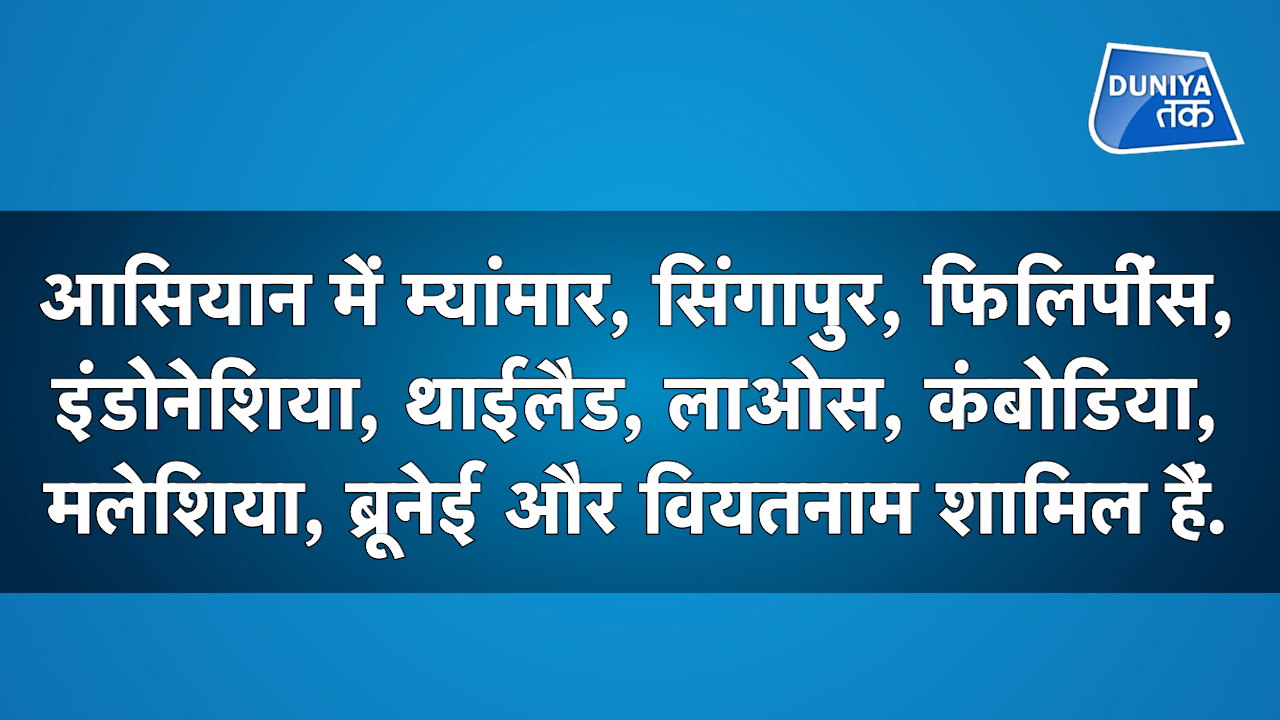 DUNIYA
तक
आसियान में म्यांमार, सिंगापुर, फिलिपींस,
इंडोनेशिया, थाईलैड, लाओस, कंबोडिया,
मलेशिया, ब्रूनेई और वियतनाम शामिल हैं.